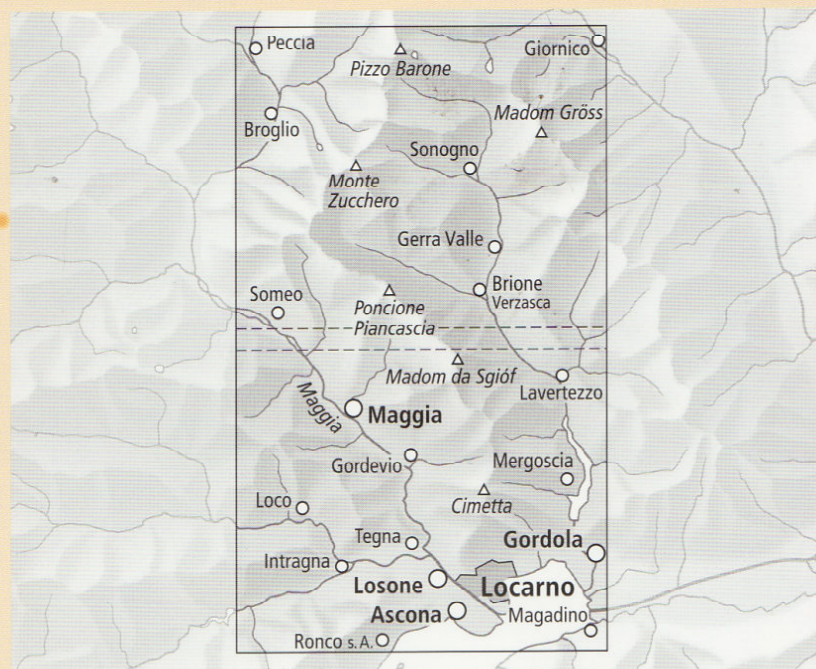 Peccia
Giornico
Pizzo Barone
Madom Gröss
Broglio
Sonogno
Monte
Zucchero
Gerra Valle
Brione
Verzasca
Someo
Poncione
Piancascia
Madom da Sgióf
Lavertezzo
Maggia
Maggia
Gordevio
Mergoscia
Loco
Cimetta
Tegna
Gordola
Intragna
Losone
Locarno
Ascona
Magadino
Ronco s. A.